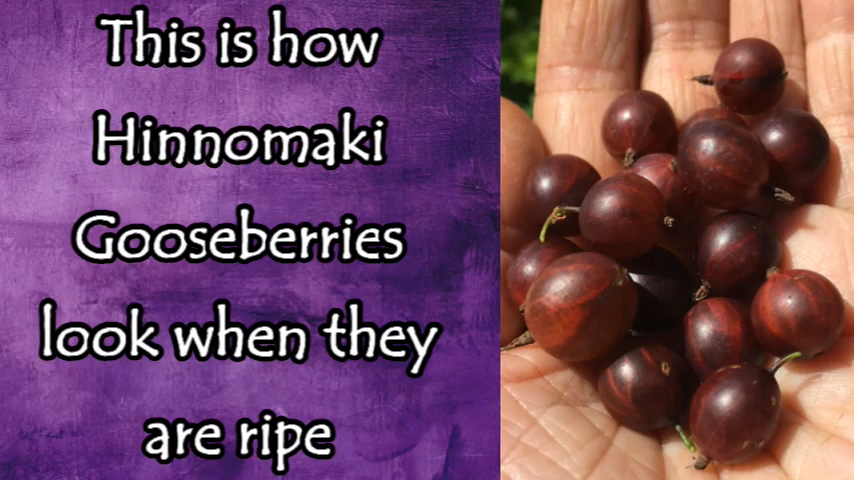 This is how
Hinnomaki
Gooseberries
look when they
are ripe